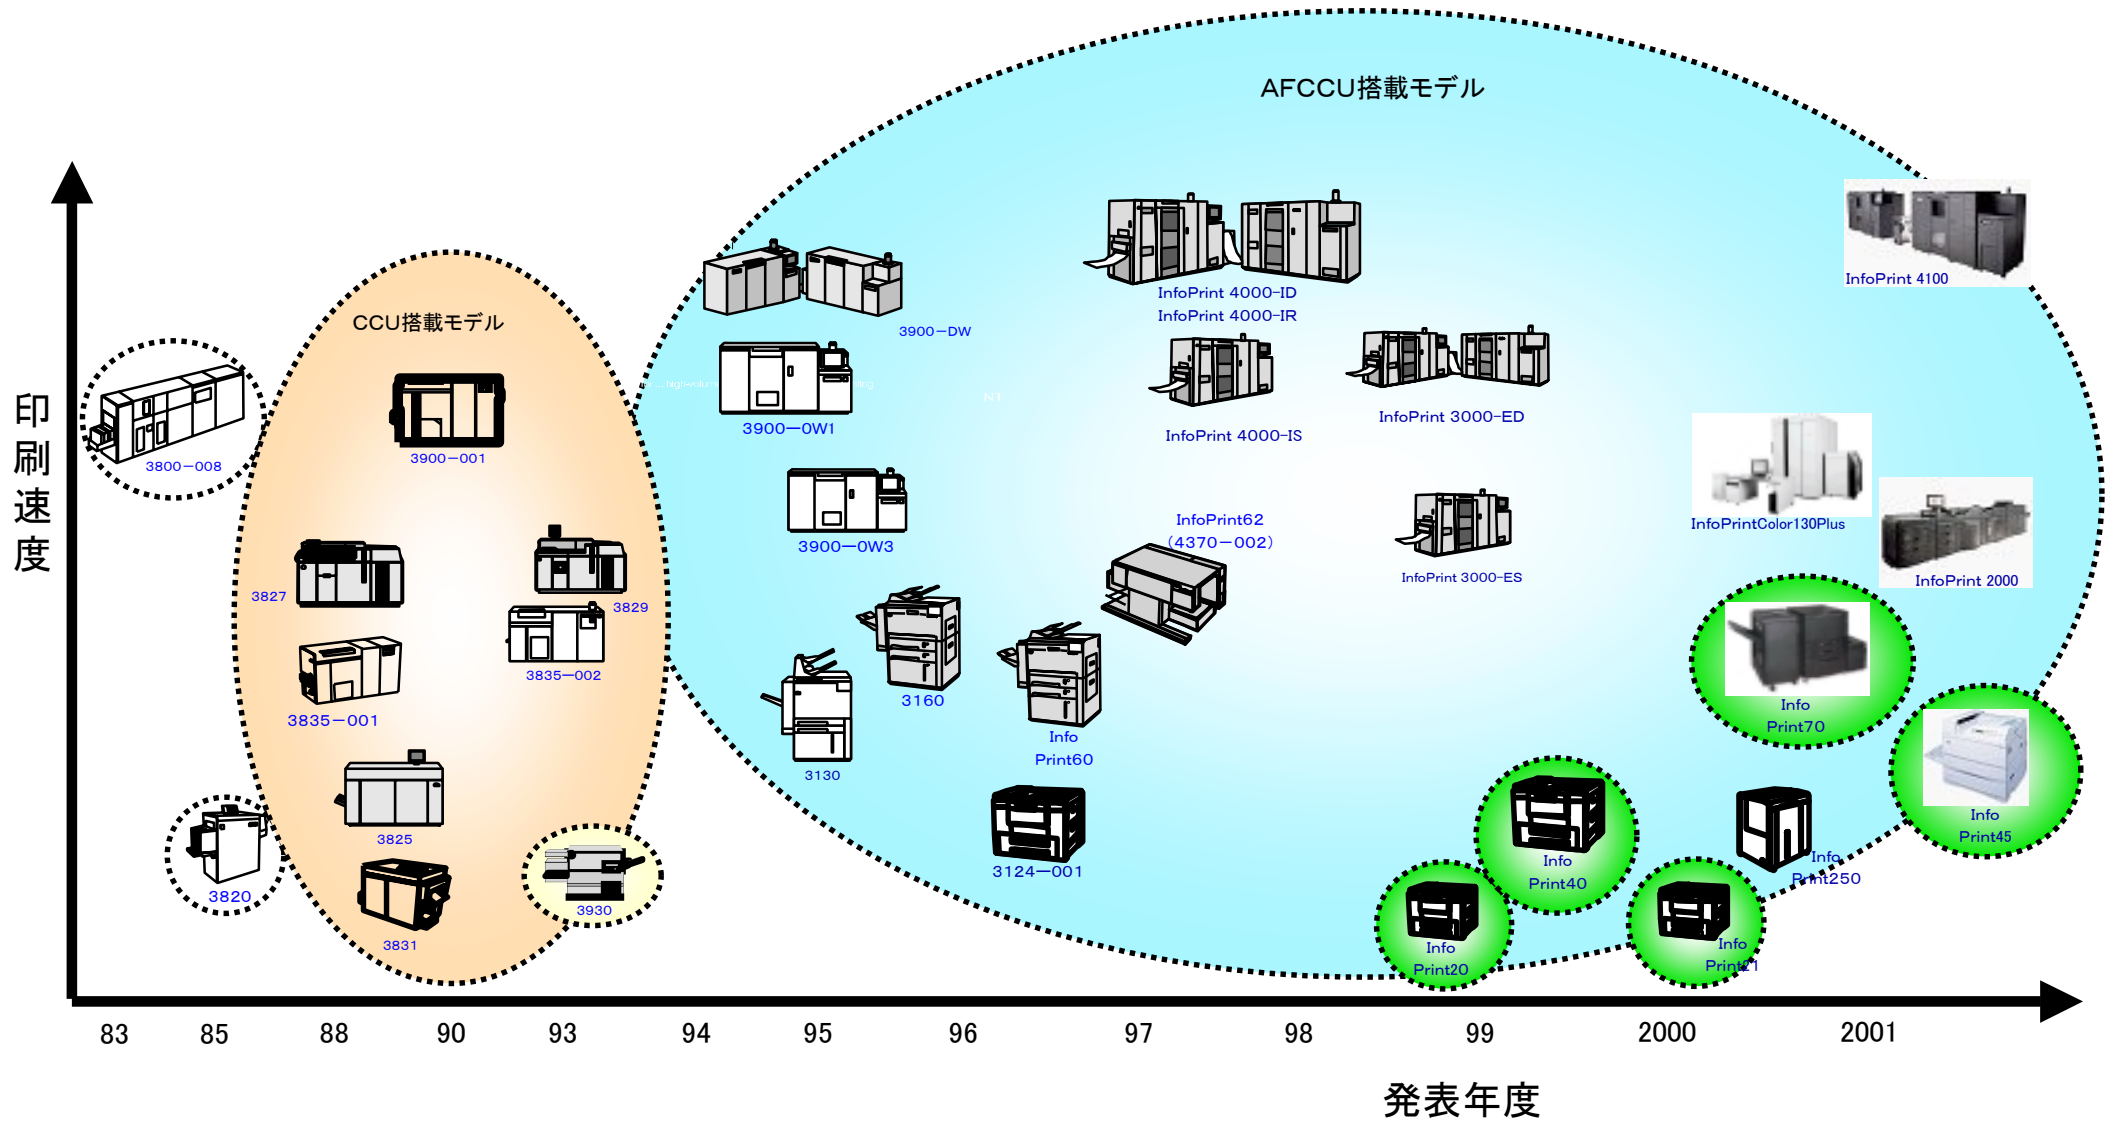 AFCCU搭載モデル
CCU搭載モデル
印刷速度
3800-008
3820
3900-001
3827
3829
3835-002
3835-001
3825
3831
3930
3900-DW
3900-0W1
3900-0W3
3160
3130
Info
Print60
3124-001
InfoPrint 4000-ID
InfoPrint 4000-IR
InfoPrint 4000-IS
InfoPrint 3000-ED
InfoPrint62
(4370-002)
InfoPrint 3000-ES
InfoPrint 4100
InfoPrintColor130Plus
InfoPrint 2000
Info
Print70
Info
Print45
Info
Print40
Info
Print250
Info
Print20
Info
Print21
83
85
88
90
93
94
95
96
97
98
99
2000
2001
発表年度